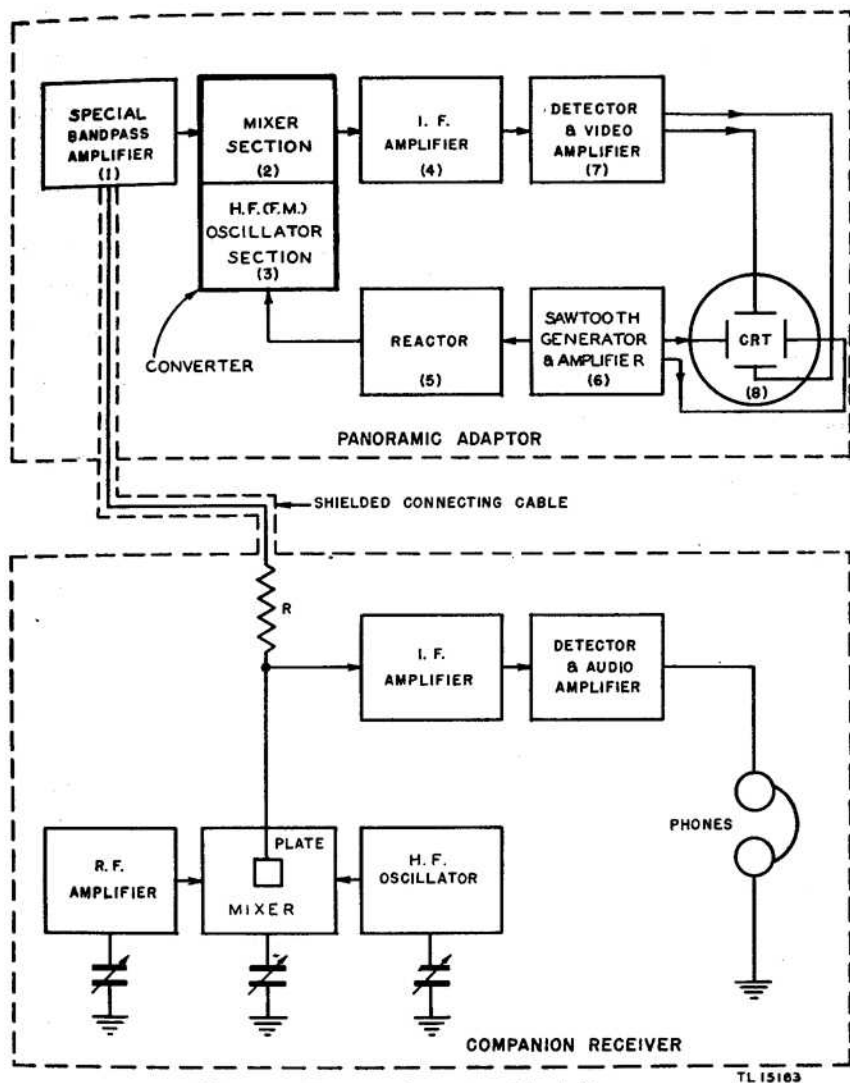 SPECIAL
BANDPASS
AMPLIFIER
(1)
MIXER
SECTION
(2)
H.F.(F.M.)
OSCILLATOR
SECTION
(3)
I. F.
AMPLIFIER
(4)
DETECTOR
& VIDEO
AMPLIFIER
(7)
CONVERTER
REACTOR
(5)
SAWTOOTH
GENERATOR
& AMPLIFIER
(6)
CRT
(8)
PANORAMIC ADAPTOR
SHIELDED CONNECTING CABLE
R
I. F.
AMPLIFIER
DETECTOR
& AUDIO
AMPLIFIER
PHONES
R.F.
AMPLIFIER
PLATE
MIXER
H. F.
OSCILLATOR
COMPANION RECEIVER
TL 15163